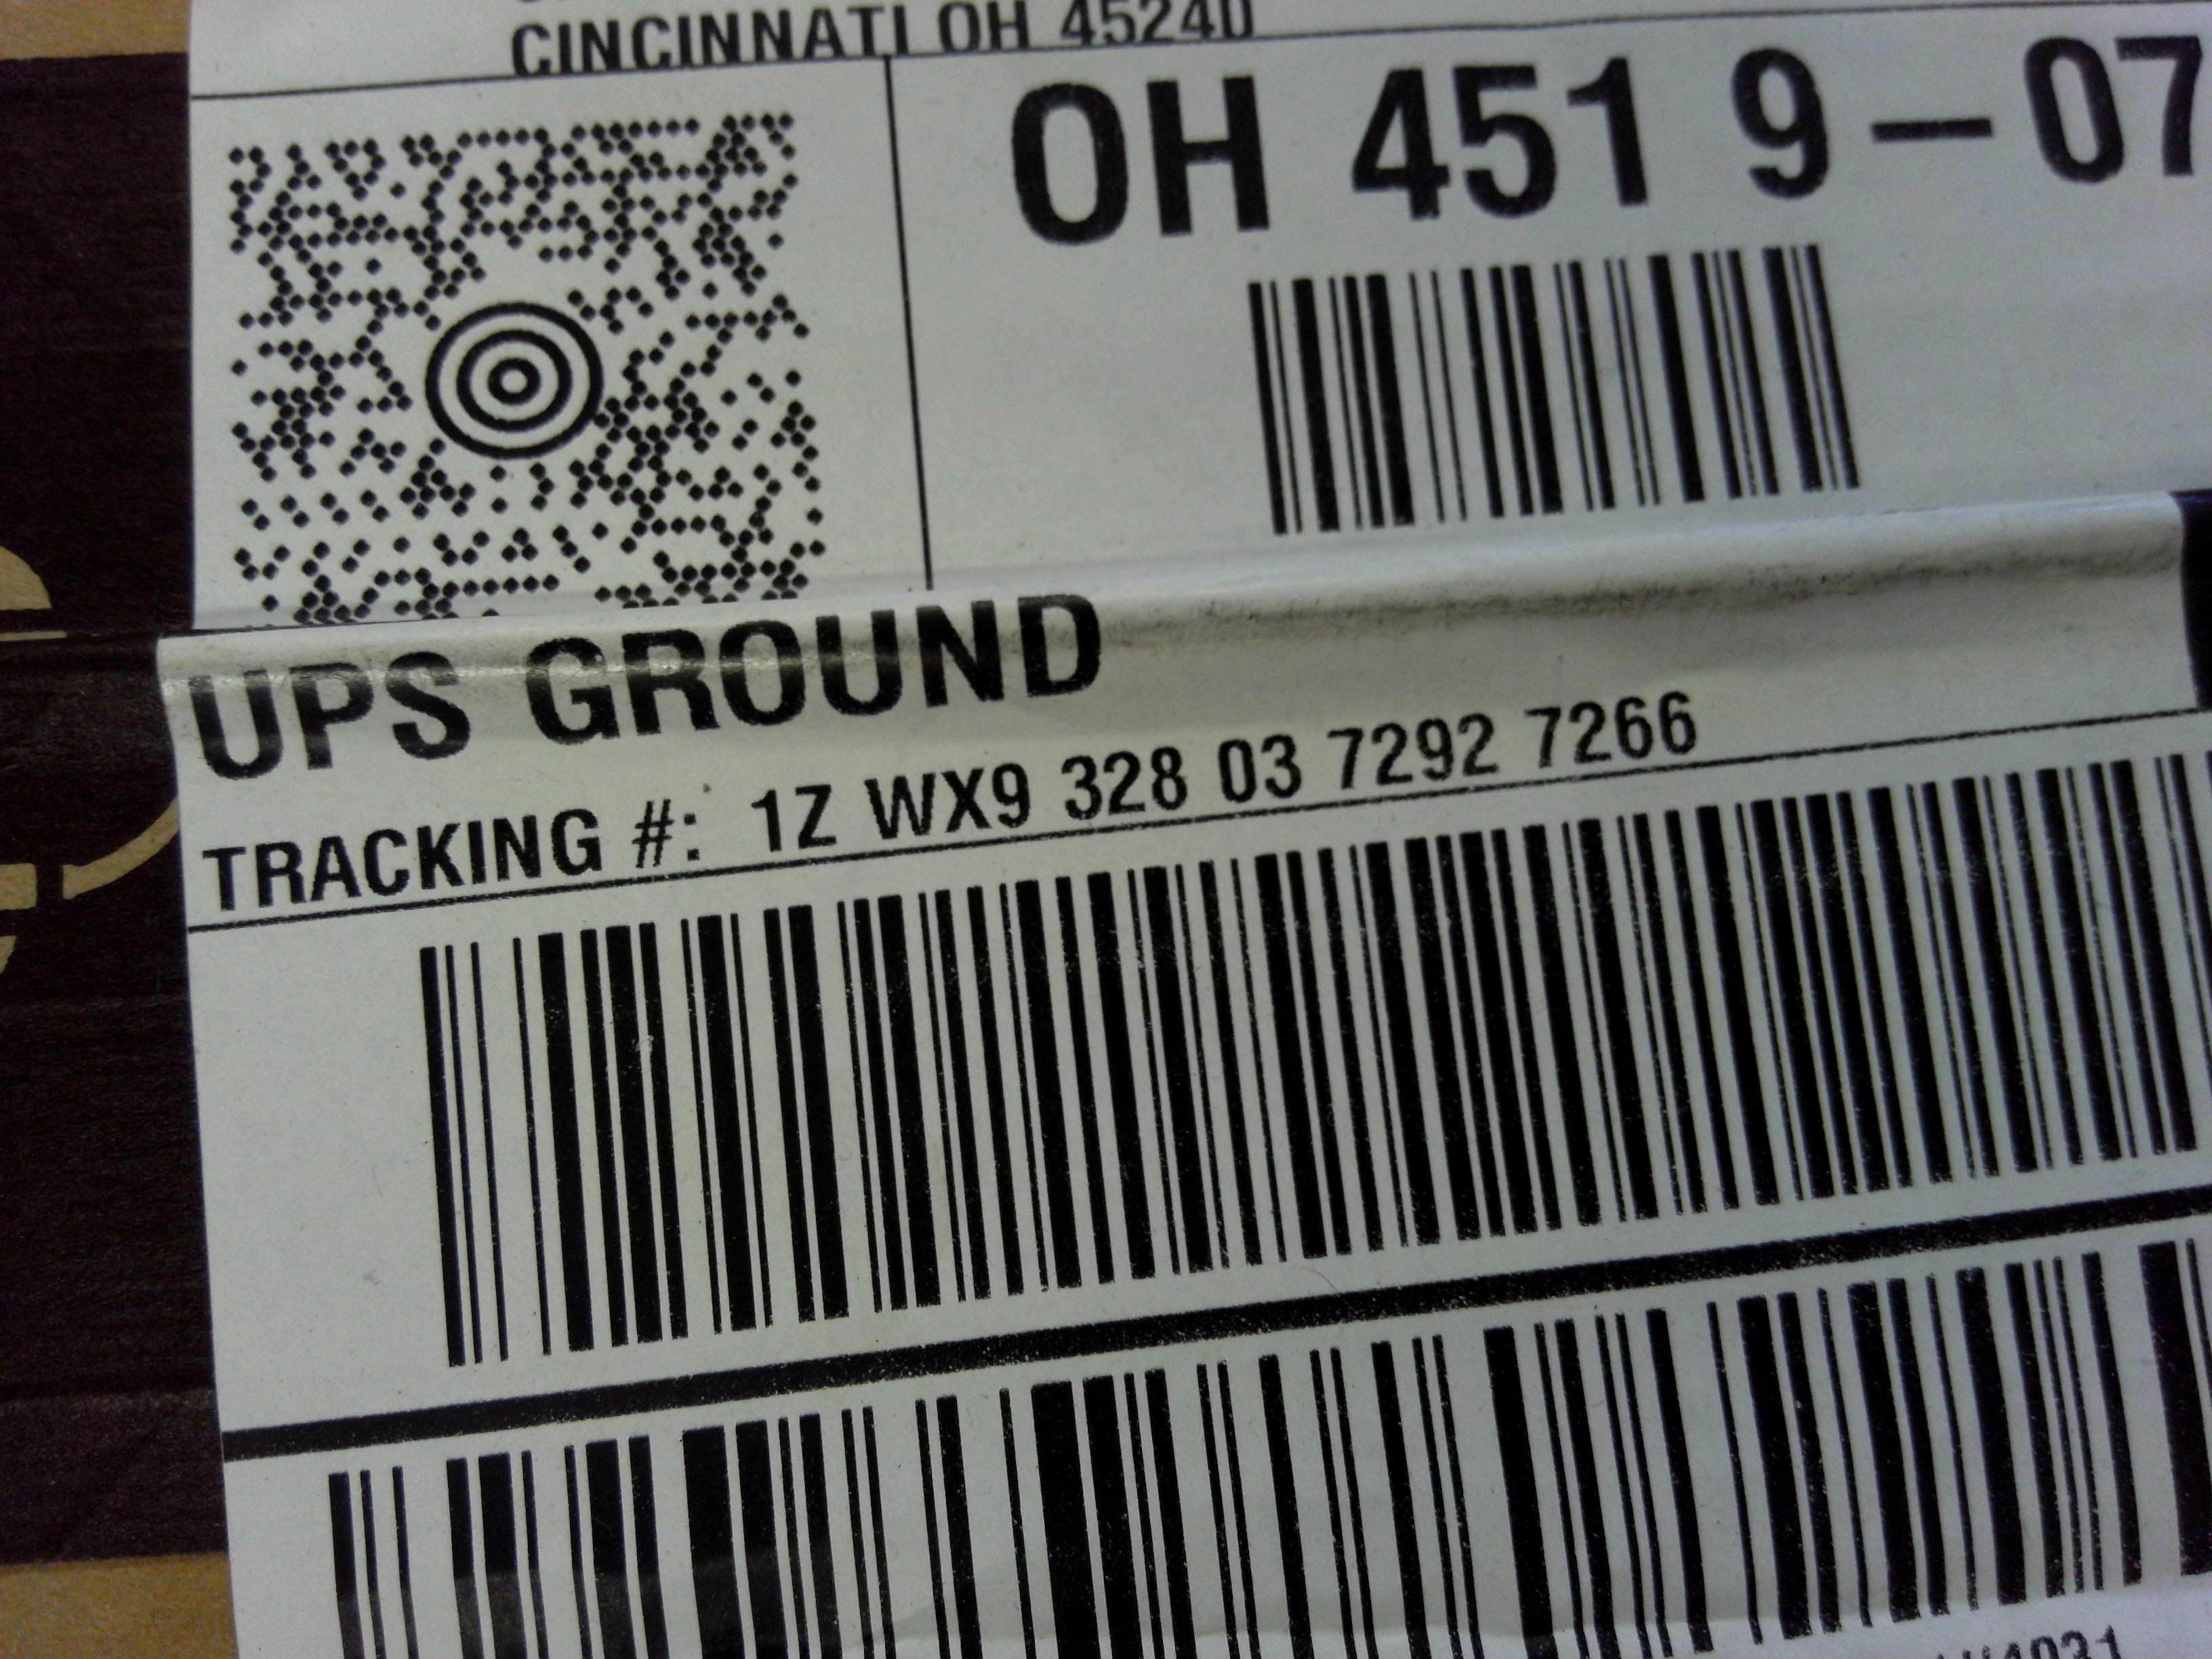 CINCINNATI OH 45240
OH 451 9-07
UPS GROUND
TRACKING #: 1Z WX9 328 03 7292 7266